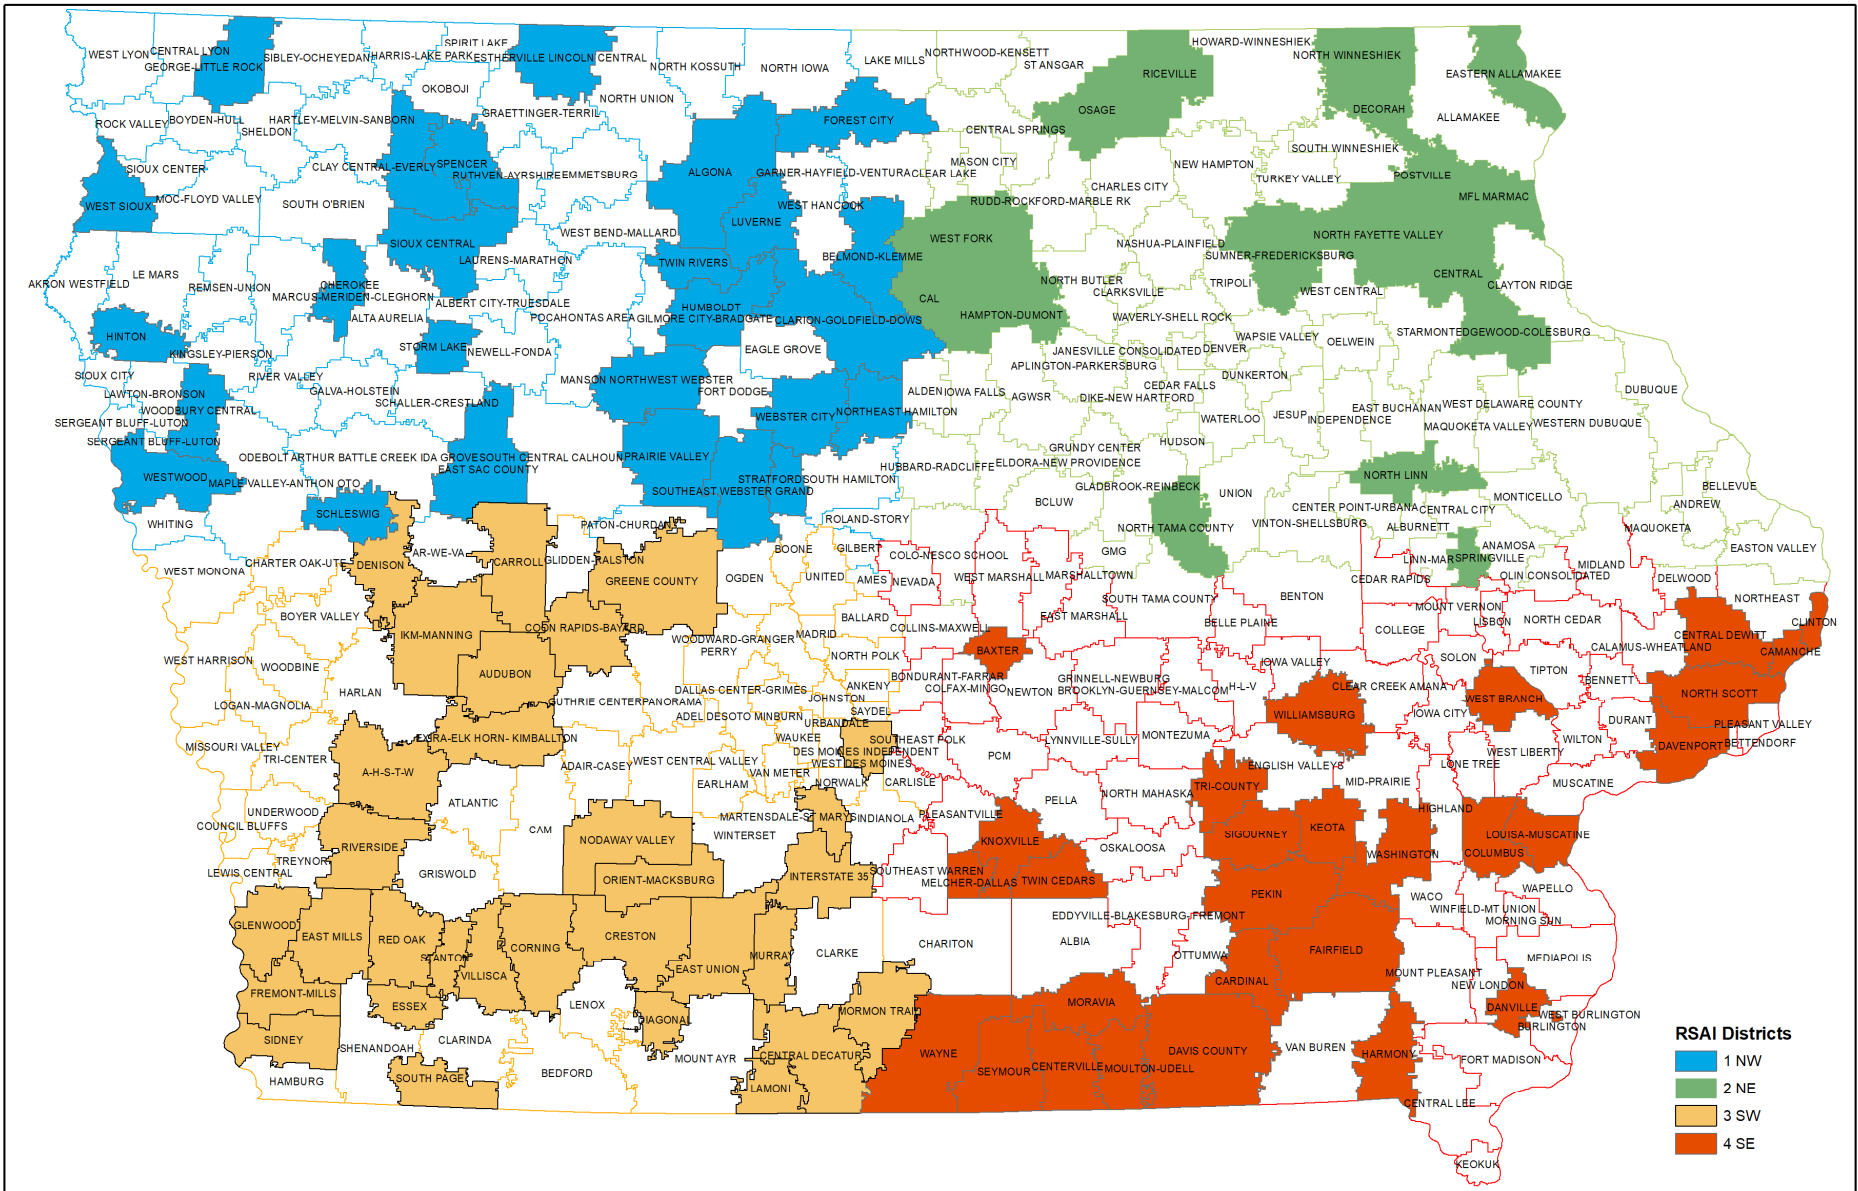 WEST LYON
CENTRAL LYON
GEORGE-LITTLE ROCK
SIBLEY-OCHEYEDAN
HARRIS-LAKE PARK
SPIRIT LAKE
ESTHERVILLE LINCOLN CENTRAL
NORTH KOSSUTH
NORTH IOWA
LAKE MILLS
NORTHWOOD-KENSETT
ST ANSGAR
HOWARD-WINNESHIEK
RICEVILLE
NORTH WINNESHIEK
EASTERN ALLAMAKEE
OKOBOJI
NORTH UNION
OSAGE
DECORAH
ALLAMAKEE
ROCK VALLEY
BOYDEN-HULL
SHELDON
HARTLEY-MELVIN-SANBORN
GRAETTINGER-TERRIL
FOREST CITY
CENTRAL SPRINGS
SOUTH WINNESHIEK
SIOUX CENTER
CLAY CENTRAL-EVERLY
SPENCER
RUTHVEN-AYRSHIRE
EMMETSBURG
ALGONA
GARNER-HAYFIELD-VENTURA
CLEAR LAKE
MASON CITY
NEW HAMPTON
TURKEY VALLEY
POSTVILLE
CHARLES CITY
MFL MARMAC
WEST SIOUX
MOC-FLOYD VALLEY
SOUTH O'BRIEN
WEST HANCOCK
RUDD-ROCKFORD-MARBLE RK
LUVERNE
WEST BEND-MALLARD
WEST FORK
NORTH FAYETTE VALLEY
SIOUX CENTRAL
NASHUA-PLAINFIELD
SUMNER-FREDERICKSBURG
LAURENS-MARATHON
TWIN RIVERS
BELMOND-KLEMME
CENTRAL
AKRON WESTFIELD
LE MARS
REMSEN-UNION
CHEROKEE
MARCUS-MERIDEN-CLEGHORN
ALBERT CITY-TRUESDALE
NORTH BUTLER
CLARKSVILLE
TRIPOLI
WEST CENTRAL
CLAYTON RIDGE
CAL
HAMPTON-DUMONT
HUMBOLDT
ALTA AURELIA
POCAHONTAS AREA
GILMORE CITY-BRADGATE
CLARION-GOLDFIELD-DOWS
WAVERLY-SHELL ROCK
STARMONT
EDGEWOOD-COLESBURG
HINTON
KINGSLEY-PIERSON
STORM LAKE
NEWELL-FONDA
EAGLE GROVE
JANESVILLE CONSOLIDATED
DENVER
WAPSIE VALLEY
OELWEIN
APLINGTON-PARKERSBURG
SIOUX CITY
RIVER VALLEY
MANSON NORTHWEST WEBSTER
FORT DODGE
ALDEN
IOWA FALLS
AGWSR
CEDAR FALLS
DIKE-NEW HARTFORD
DUNKERTON
DUBUQUE
LAWTON-BRONSON
GALVA-HOLSTEIN
SCHALLER-CRESTLAND
WOODBURY CENTRAL
SERGEANT BLUFF-LUTON
SERGEANT BLUFF-LUTON
WEBSTER CITY
NORTHEAST HAMILTON
WATERLOO
JESUP
INDEPENDENCE
EAST BUCHANAN
WEST DELAWARE COUNTY
MAQUOKETA VALLEY
WESTERN DUBUQUE
HUDSON
GRUNDY CENTER
ODEBOLT ARTHUR BATTLE CREEK IDA GROVE
SOUTH CENTRAL CALHOUN
EAST SAC COUNTY
PRAIRIE VALLEY
HUBBARD-RADCLIFFE
ELDORA-NEW PROVIDENCE
WESTWOOD
MAPLE VALLEY-ANTHON OTO
STRATFORD
SOUTH HAMILTON
SOUTHEAST WEBSTER GRAND
GLADBROOK-REINBECK
UNION
NORTH LINN
BCLUW
CENTER POINT-URBANA
CENTRAL CITY
MONTICELLO
BELLEVUE
ANDREW
SCHLESWIG
WHITING
PATON-CHURDAN
ROLAND-STORY
NORTH TAMA COUNTY
VINTON-SHELLSBURG
ALBURNETT
MAQUOKETA
AR-WE-VA
BOONE
GILBERT
COLO-NESCO SCHOOL
GMG
LINN-MAR
SPRINGVILLE
ANAMOSA
EASTON VALLEY
WEST MONONA
CHARTER OAK-UTE
DENISON
CARROLL
GLIDDEN-RALSTON
GREENE COUNTY
OGDEN
UNITED
AMES
NEVADA
WEST MARSHALL
MARSHALLTOWN
CEDAR RAPIDS
OLIN CONSOLIDATED
MIDLAND
DELWOOD
NORTHEAST
BOYER VALLEY
BALLARD
COLLINS-MAXWELL
EAST MARSHALL
SOUTH TAMA COUNTY
BENTON
BELLE PLAINE
MOUNT VERNON
LISBON
NORTH CEDAR
CLINTON
IKM-MANNING
COON RAPIDS-BAYARD
WOODWARD-GRANGER
PERRY
MADRID
COLLEGE
CENTRAL DEWITT
CALAMUS-WHEATLAND
CAMANCHE
WEST HARRISON
WOODBINE
AUDUBON
NORTH POLK
BAXTER
IOWA VALLEY
SOLON
TIPTON
BENNETT
HARLAN
LOGAN-MAGNOLIA
GUTHRIE CENTER
PANORAMA
DALLAS CENTER-GRIMES
JOHNSTON
ANKENY
BONDURANT-FARRAR
COLFAX-MINGO
NEWTON
GRINNELL-NEWBURG
BROOKLYN-GUERNSEY-MALCOM
H-L-V
CLEAR CREEK AMANA
WEST BRANCH
NORTH SCOTT
SAYDEL
ADEL DESOTO MINBURN
URBANDALE
WILLIAMSBURG
IOWA CITY
DURANT
PLEASANT VALLEY
MISSOURI VALLEY
EXIRA-ELK HORN- KIMBALLTON
WAUKEE
SOUTHEAST POLK
DES MOINES INDEPENDENT
WEST DES MOINES
LYNNVILLE-SULLY
MONTEZUMA
WILTON
DAVENPORT
BETTENDORF
TRI-CENTER
A-H-S-T-W
ADAIR-CASEY
WEST CENTRAL VALLEY
PCM
WEST LIBERTY
LONE TREE
ENGLISH VALLEYS
VAN METER
EARLHAM
NORWALK
CARLISLE
TRI-COUNTY
MID-PRAIRIE
MUSCATINE
UNDERWOOD
COUNCIL BLUFFS
ATLANTIC
CAM
PELLA
NORTH MAHASKA
MARTENSDALE-ST MARYS
INDIANOLA
PLEASANTVILLE
HIGHLAND
WINTERSET
NODAWAY VALLEY
RIVERSIDE
KNOXVILLE
OSKALOOSA
SIGOURNEY
KEOTA
LOUISA-MUSCATINE
WASHINGTON
COLUMBUS
TREYNOR
LEWIS CENTRAL
GRISWOLD
ORIENT-MACKSBURG
INTERSTATE 35
SOUTHEAST WARREN
MELCHER-DALLAS
TWIN CEDARS
PEKIN
WACO
WAPELLO
WINFIELD-MT UNION
MORNING SUN
GLENWOOD
EAST MILLS
RED OAK
STANTON
CORNING
CRESTON
EDDYVILLE-BLAKESBURG-FREMONT
MURRAY
CLARKE
CHARITON
ALBIA
OTTUMWA
FAIRFIELD
MEDIAPOLIS
VILLISCA
EAST UNION
MOUNT PLEASANT
NEW LONDON
CARDINAL
FREMONT-MILLS
ESSEX
LENOX
DIAGONAL
MORMON TRAIL
MORAVIA
DANVILLE
WEST BURLINGTON
BURLINGTON
SIDNEY
SHENANDOAH
CLARINDA
MOUNT AYR
CENTRAL DECATUR
WAYNE
SEYMOUR
CENTERVILLE
MOULTON-UDELL
DAVIS COUNTY
VAN BUREN
HARMONY
FORT MADISON
HAMBURG
SOUTH PAGE
BEDFORD
LAMONI
CENTRAL LEE
KEOKUK
RSAI Districts
1 NW
2 NE
3 SW
4 SE